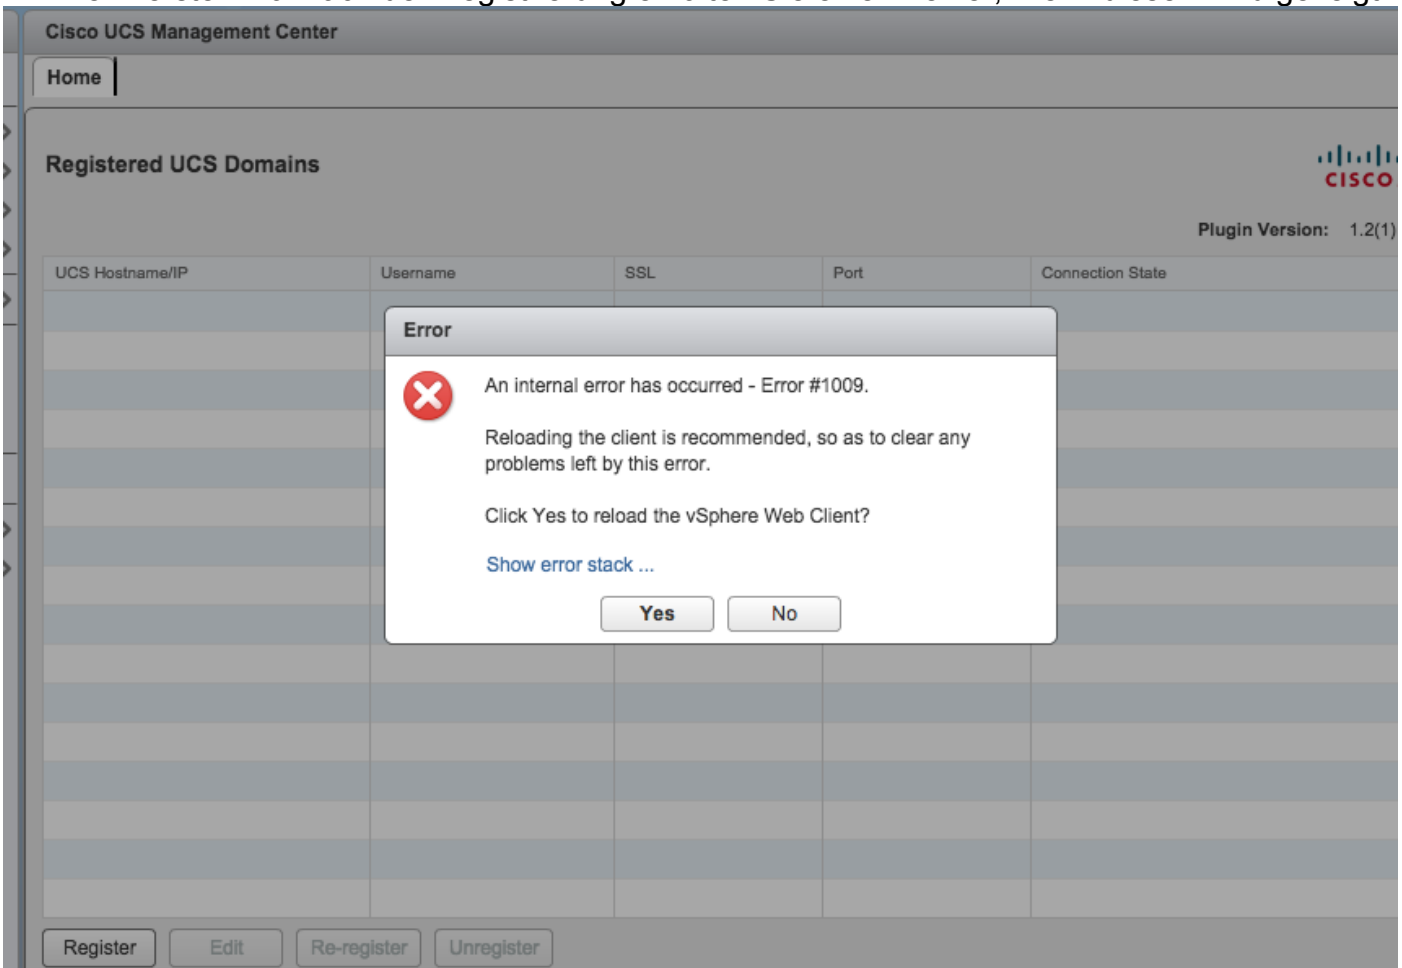 Cisco UCS Management Center
Home
Registered UCS Domains
CISCO
Plugin Version: 1.2(1)
UCS Hostname/IP Username SSL Port Connection State
Error
An internal error has occurred - Error #1009.
Reloading the client is recommended, so as to clear any
problems left by this error.
Click Yes to reload the vSphere Web Client?
Show error stack ...
Yes No
Register Edit Re-register Unregister